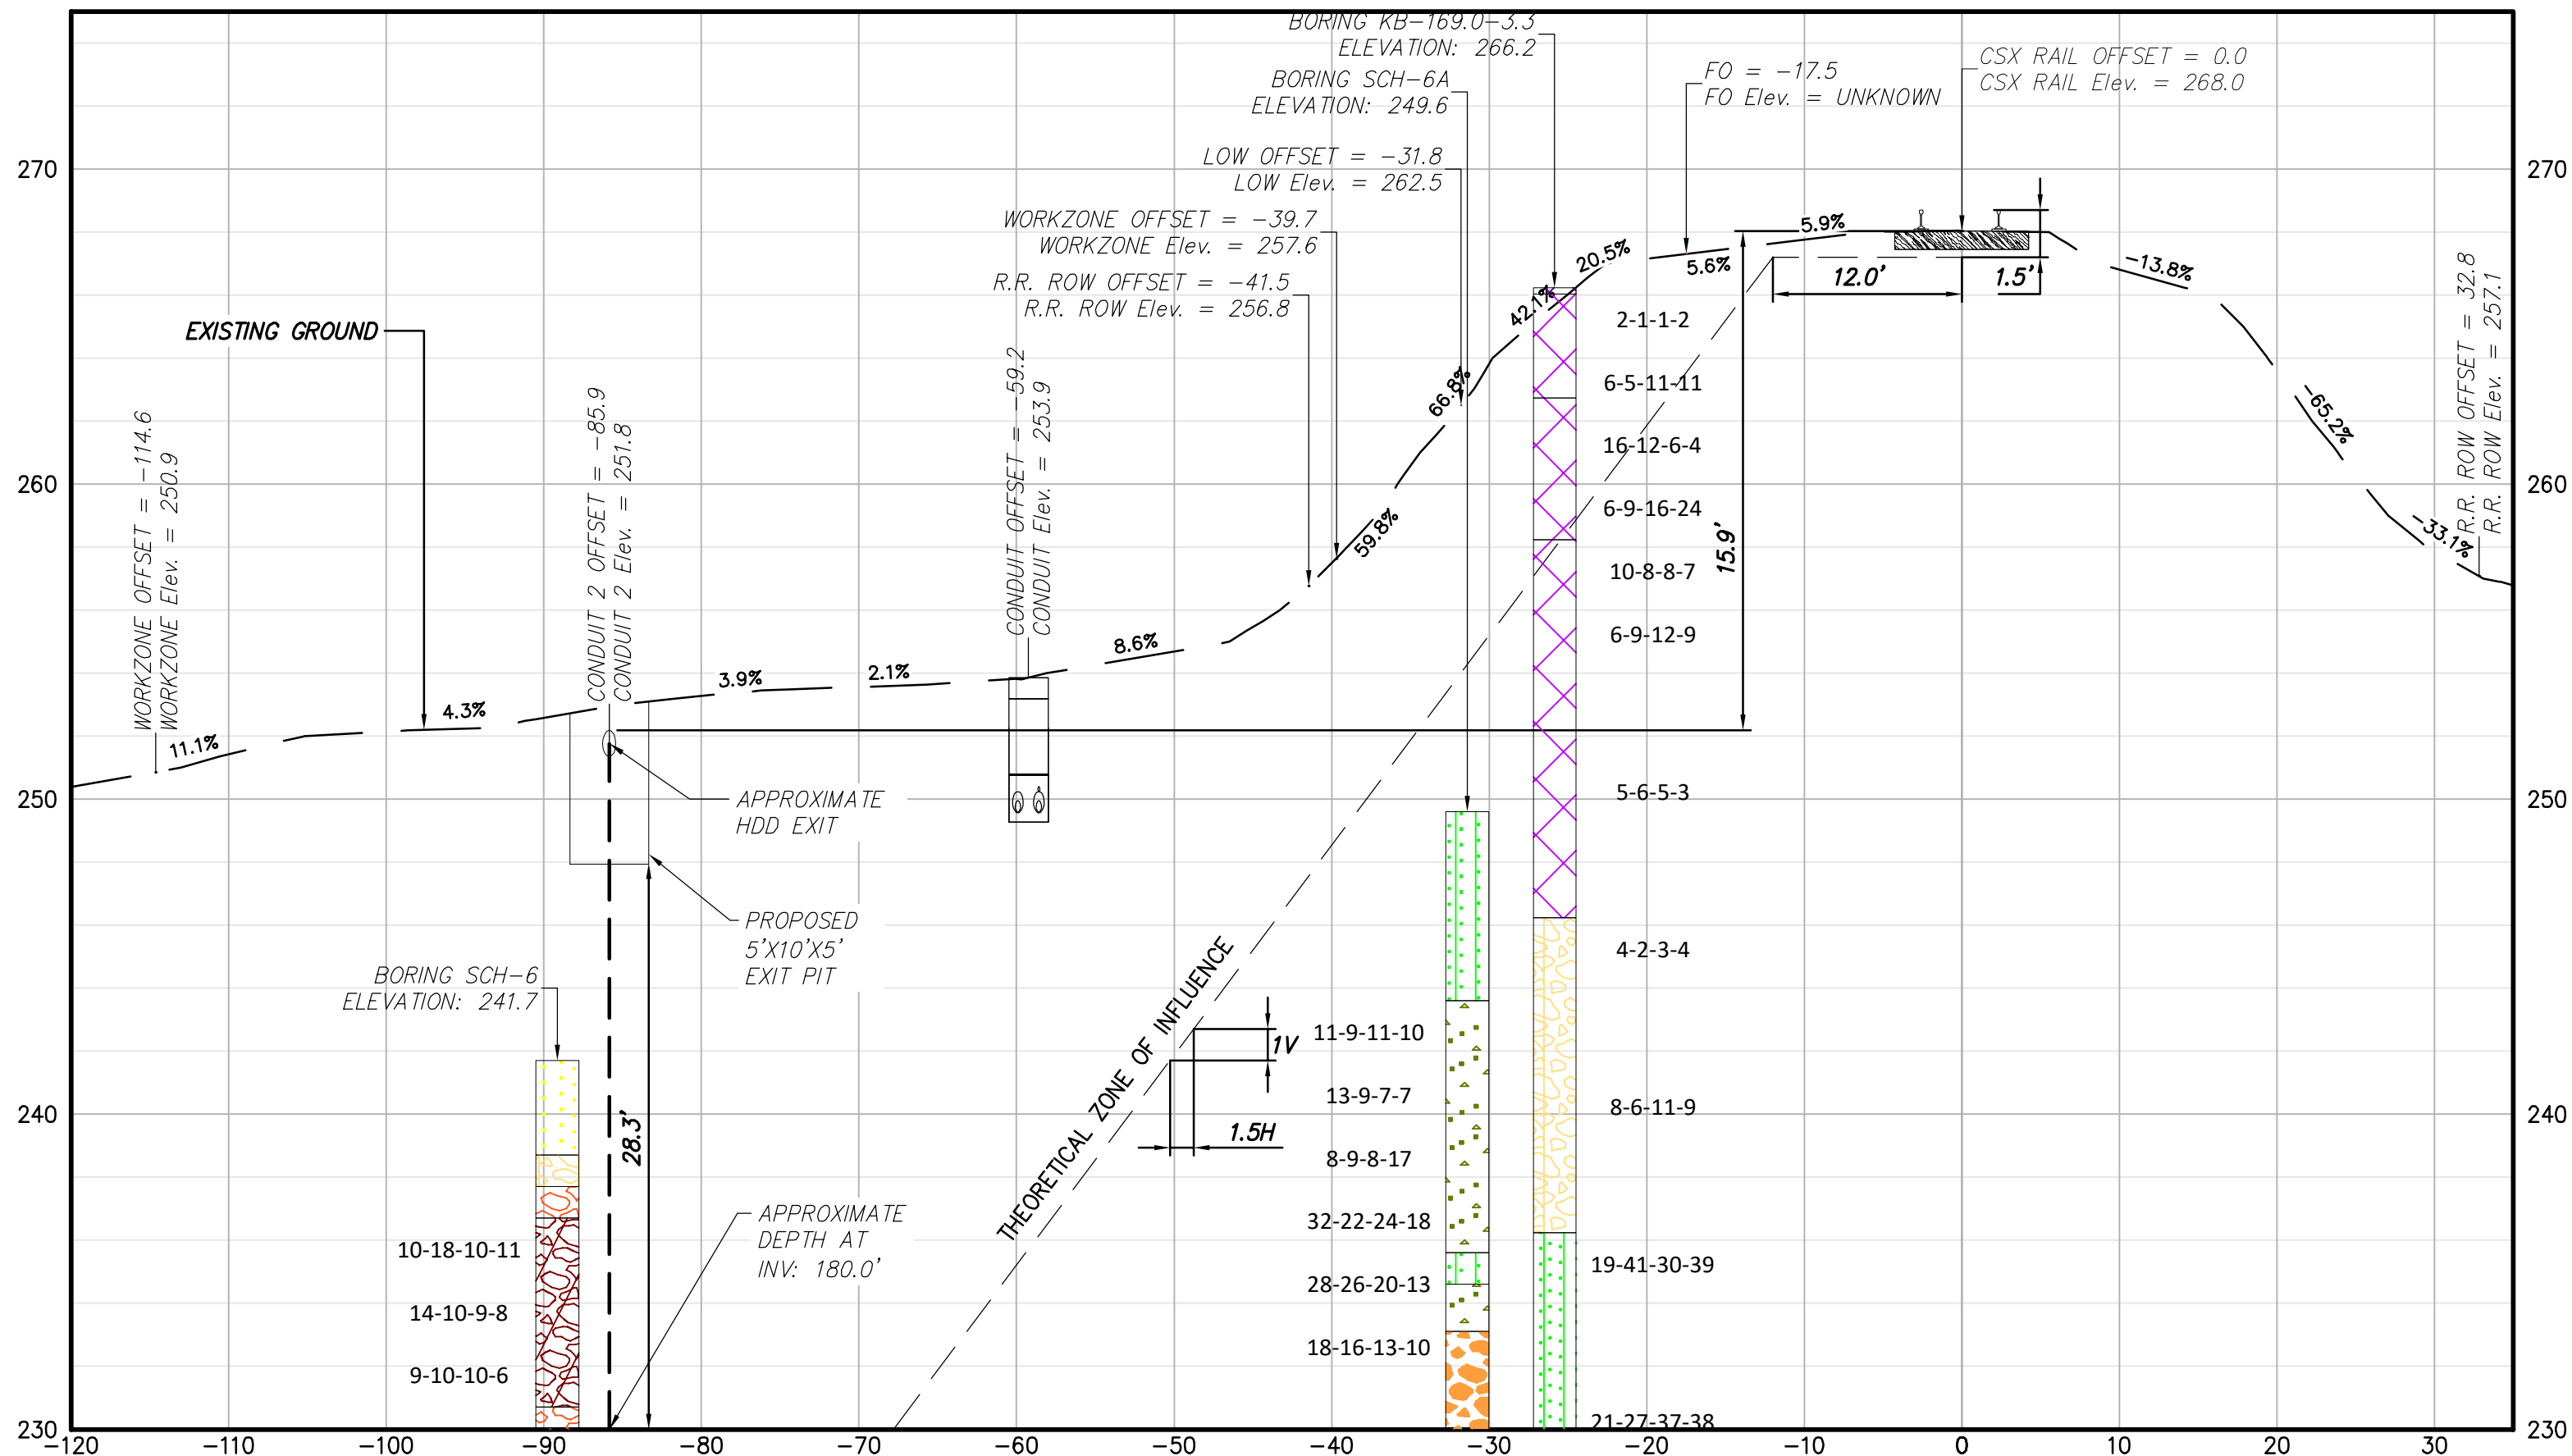 BORING KB-169.0-3.3
ELEVATION: 266.2
BORING SCH-6A
ELEVATION: 249.6
FO = -17.5
FO Elev. = UNKNOWN
CSX RAIL OFFSET = 0.0
CSX RAIL Elev. = 268.0
LOW OFFSET = -31.8
LOW Elev. = 262.5
WORKZONE OFFSET = -39.7
WORKZONE Elev. = 257.6
R.R. ROW OFFSET = -41.5
R.R. ROW Elev. = 256.8
EXISTING GROUND
270
270
260
260
250
250
240
240
230
230
WORKZONE OFFSET = -114.6
WORKZONE Elev. = 250.9
CONDUIT 2 OFFSET = -85.9
CONDUIT 2 Elev. = 251.8
CONDUIT OFFSET = -59.2
CONDUIT Elev. = 253.9
R.R. ROW OFFSET = 32.8
R.R. ROW Elev. = 257.1
11.1%
4.3%
3.9%
2.1%
8.6%
59.8%
66.8%
42.1%
20.5%
5.6%
5.9%
-13.8%
-65.2%
-33.1%
12.0'
1.5'
15.9'
2-1-1-2
6-5-11-11
16-12-6-4
6-9-16-24
10-8-8-7
6-9-12-9
5-6-5-3
4-2-3-4
8-6-11-9
19-41-30-39
21-27-37-38
APPROXIMATE
HDD EXIT
PROPOSED
5'X10'X5'
EXIT PIT
BORING SCH-6
ELEVATION: 241.7
28.3'
APPROXIMATE
DEPTH AT
INV: 180.0'
THEORETICAL ZONE OF INFLUENCE
1V
1.5H
11-9-11-10
13-9-7-7
8-9-8-17
32-22-24-18
28-26-20-13
18-16-13-10
10-18-10-11
14-10-9-8
9-10-10-6
-120 -110 -100 -90 -80 -70 -60 -50 -40 -30 -20 -10 0 10 20 30